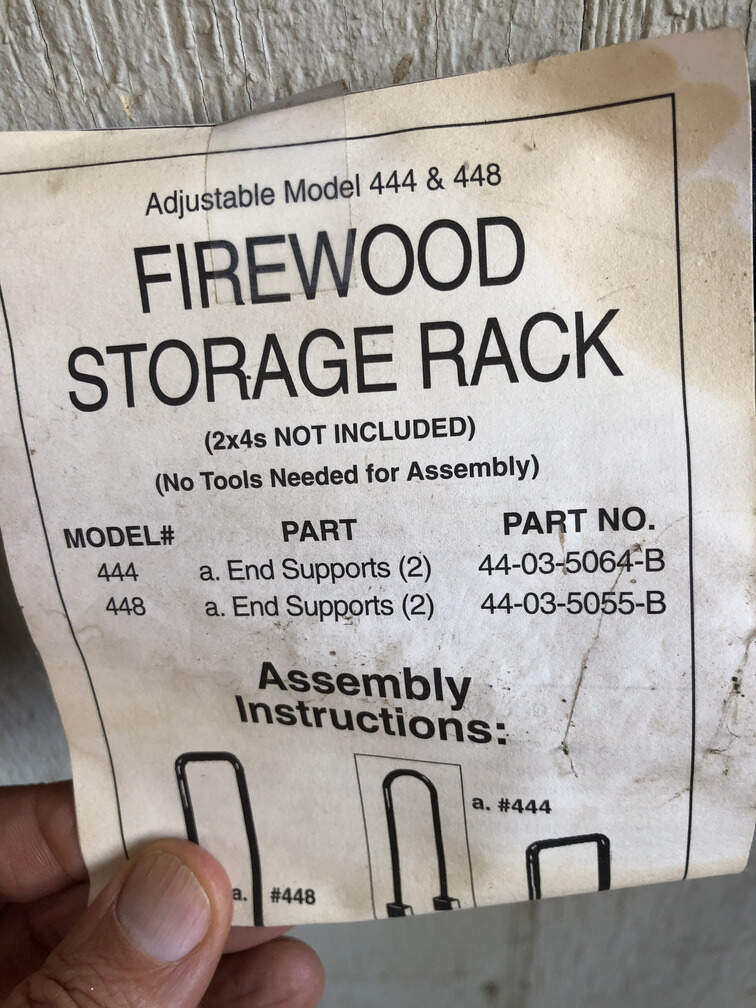 Adjustable Model 444 & 448
FIREWOOD
STORAGE RACK
(2x4s NOT INCLUDED)
(No Tools Needed for Assembly)
MODEL# PART PART NO.
444 a. End Supports (2) 44-03-5064-B
448 a. End Supports (2) 44-03-5055-B
Assembly
Instructions:
a. #444
a. #448